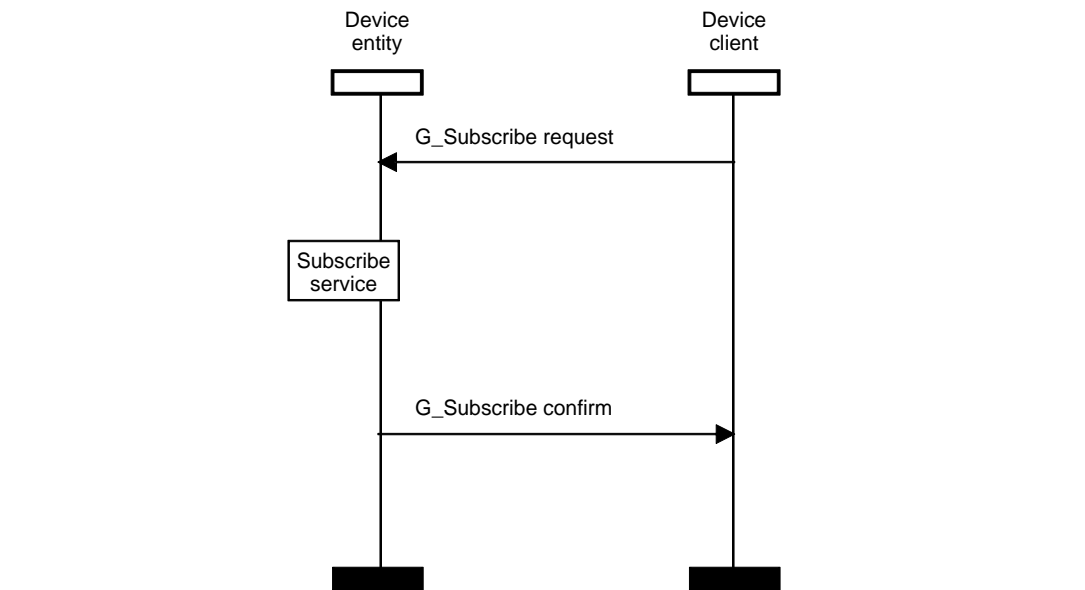 Device
entity
Device
client
G_Subscribe request
Subscribe
service
G_Subscribe confirm